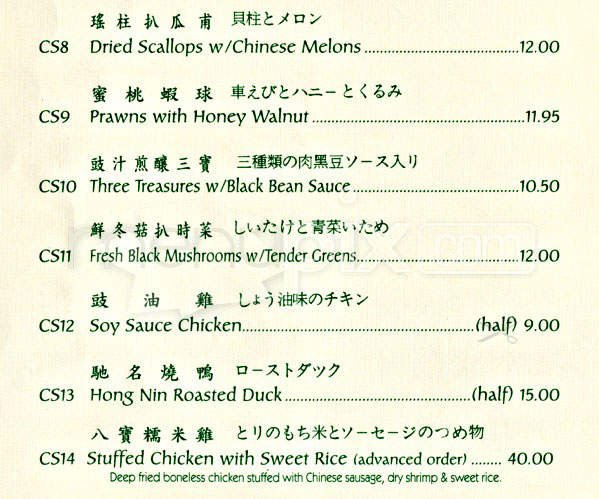 瑤柱扒瓜甫 貝柱とメロン
CS8 Dried Scallops w/Chinese Melons....................................12.00
蜜桃蝦球 車えびとハニーとくるみ
CS9 Prawns with Honey Walnut....................................11.95
豉汁煎釀三寶 三種類の肉黒豆ソース入り
CS10 Three Treasures w/Black Bean Sauce....................................10.50
鮮冬菇扒時菜 しいたけと青菜いため
CS11 Fresh Black Mushrooms w/Tender Greens....................................12.00
豉油雞 しょう油味のチキン
CS12 Soy Sauce Chicken....................................(half) 9.00
馳名燒鴨 ローストダック
CS13 Hong Nin Roasted Duck....................................(half) 15.00
八寶糯米雞 とりのもち米とソーセージのつめ物
CS14 Stuffed Chicken with Sweet Rice (advanced order)........ 40.00
Deep fried boneless chicken stuffed with Chinese sausage, dry shrimp & sweet rice.
menupix.com